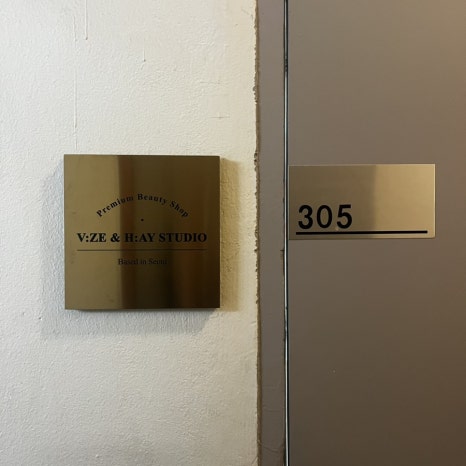 Premium Beauty Shop
V:ZE & H:AY STUDIO
Based in Seoul
305